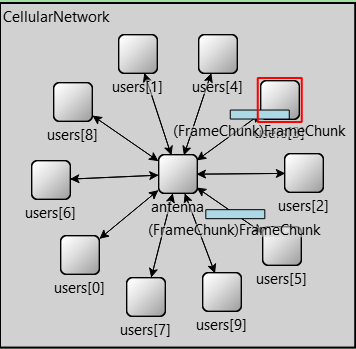 CellularNetwork
users[1]
users[4]
users[8]
(FrameChunk)FrameChunk
users[6]
antenna
users[2]
(FrameChunk)FrameChunk
users[5]
users[0]
users[7]
users[9]